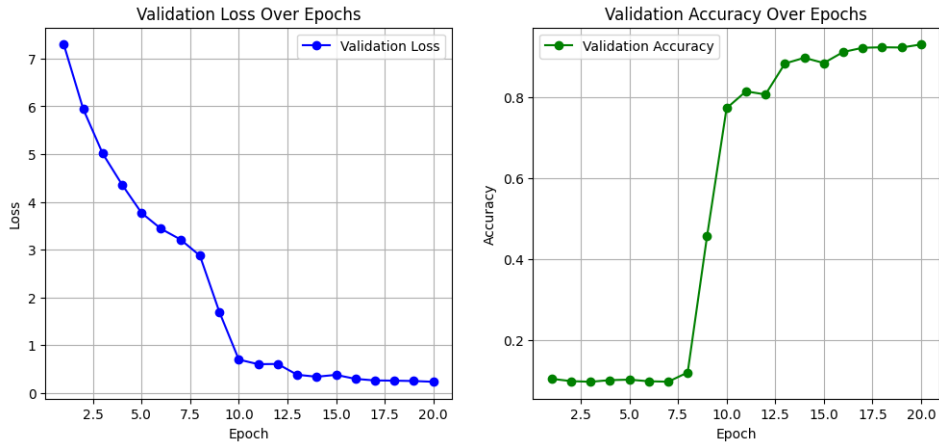 Validation Loss Over Epochs
Validation Loss
7
6
5
4
3
2
1
0
Loss
2.5 5.0 7.5 10.0 12.5 15.0 17.5 20.0
Epoch
Validation Accuracy Over Epochs
Validation Accuracy
0.8
0.6
0.4
0.2
Accuracy
2.5 5.0 7.5 10.0 12.5 15.0 17.5 20.0
Epoch